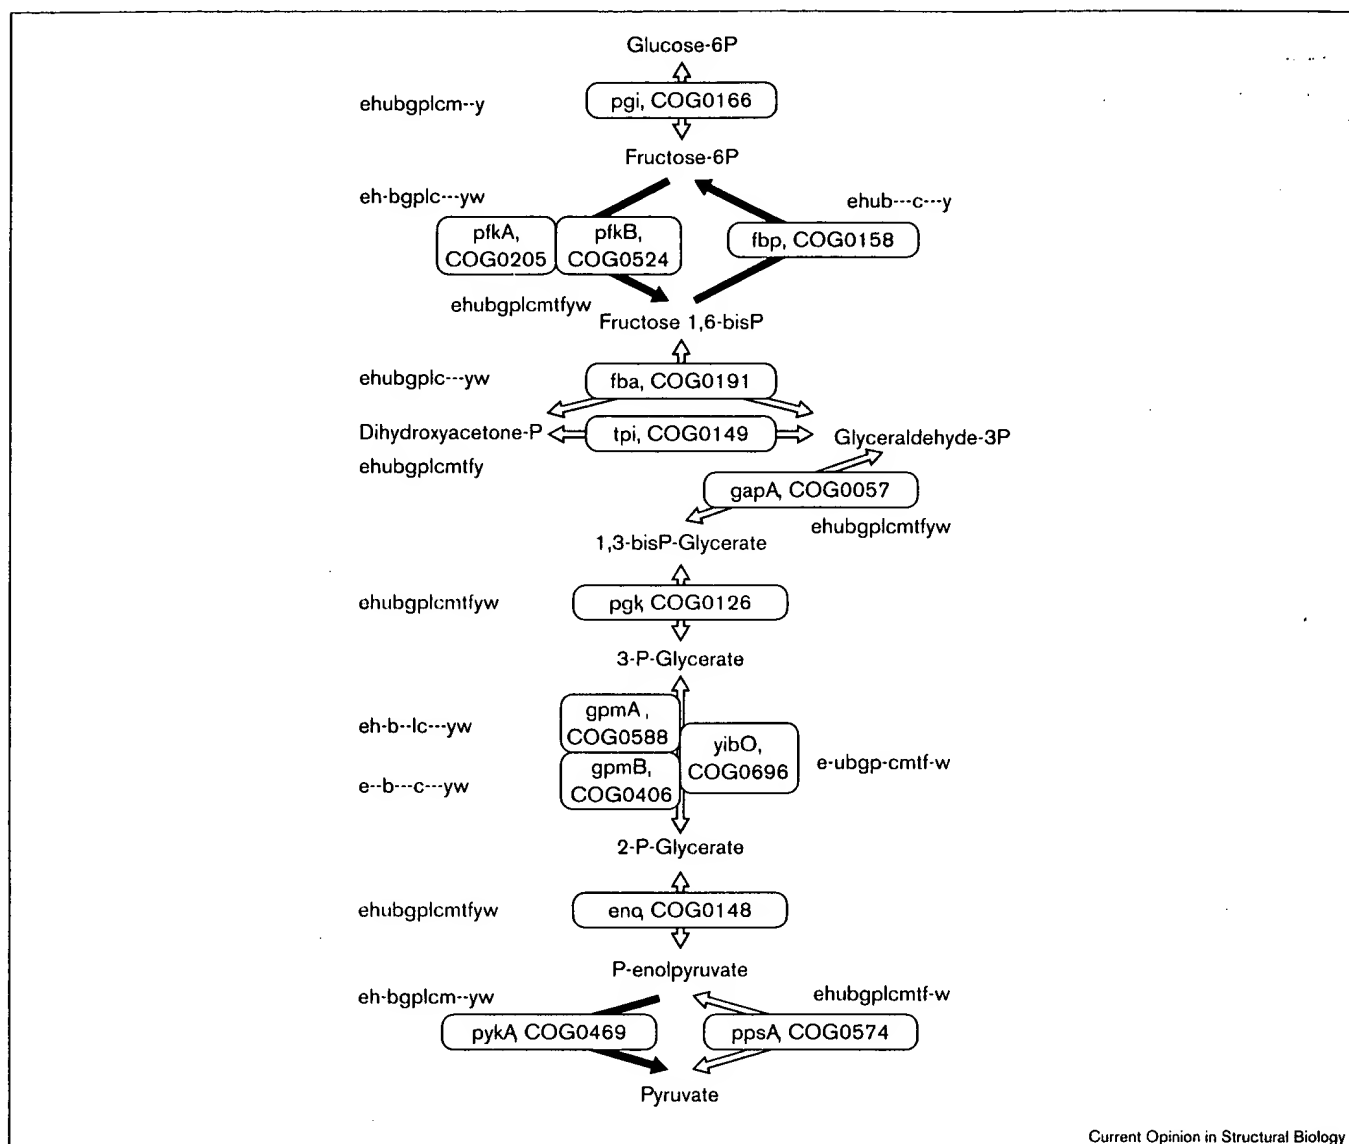 Glucose-6P
ehubgplcm--y
pgi, COG0166
Fructose-6P
eh-bgplc---yw
ehub---c---y
pfkA,
COG0205
pfkB,
COG0524
fbp, COG0158
ehubgplcmtfyw
Fructose 1,6-bisP
ehubgplc---yw
fba, COG0191
Dihydroxyacetone-P
tpi, COG0149
Glyceraldehyde-3P
ehubgplcmtfy
gapA, COG0057
ehubgplcmtfyw
1,3-bisP-Glycerate
ehubgplcmtfyw
pgk, COG0126
3-P-Glycerate
eh-b--lc---yw
gpmA,
COG0588
yibO,
COG0696
e-ubgp-cmtf-w
e--b---c---yw
gpmB,
COG0406
2-P-Glycerate
ehubgplcmtfyw
eno, COG0148
P-enolpyruvate
eh-bgplcm--yw
ehubgplcmtf-w
pykA, COG0469
ppsA, COG0574
Pyruvate
Current Opinion in Structural Biology